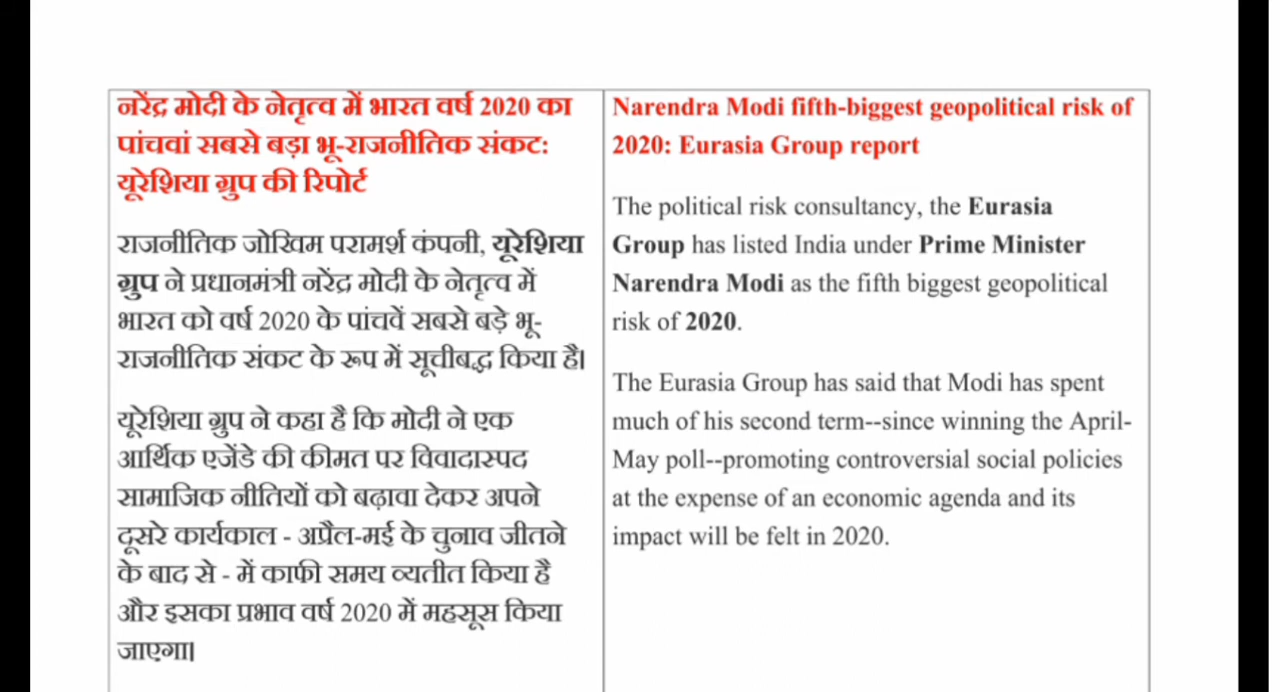 नरेंद्र मोदी के नेतृत्व में भारत वर्ष 2020 का
पांचवां सबसे बड़ा भू-राजनीतिक संकट:
यूरेशिया ग्रुप की रिपोर्ट
राजनीतिक जोखिम परामर्श कंपनी, यूरेशिया
ग्रुप ने प्रधानमंत्री नरेंद्र मोदी के नेतृत्व में
भारत को वर्ष 2020 के पांचवें सबसे बड़े भू-
राजनीतिक संकट के रूप में सूचीबद्ध किया है।
यूरेशिया ग्रुप ने कहा है कि मोदी ने एक
आर्थिक एजेंडे की कीमत पर विवादास्पद
सामाजिक नीतियों को बढ़ावा देकर अपने
दूसरे कार्यकाल - अप्रैल-मई के चुनाव जीतने
के बाद से - में काफी समय व्यतीत किया है
और इसका प्रभाव वर्ष 2020 में महसूस किया
जाएगा।
Narendra Modi fifth-biggest geopolitical risk of
2020: Eurasia Group report
The political risk consultancy, the Eurasia
Group has listed India under Prime Minister
Narendra Modi as the fifth biggest geopolitical
risk of 2020.
The Eurasia Group has said that Modi has spent
much of his second term--since winning the April-
May poll--promoting controversial social policies
at the expense of an economic agenda and its
impact will be felt in 2020.